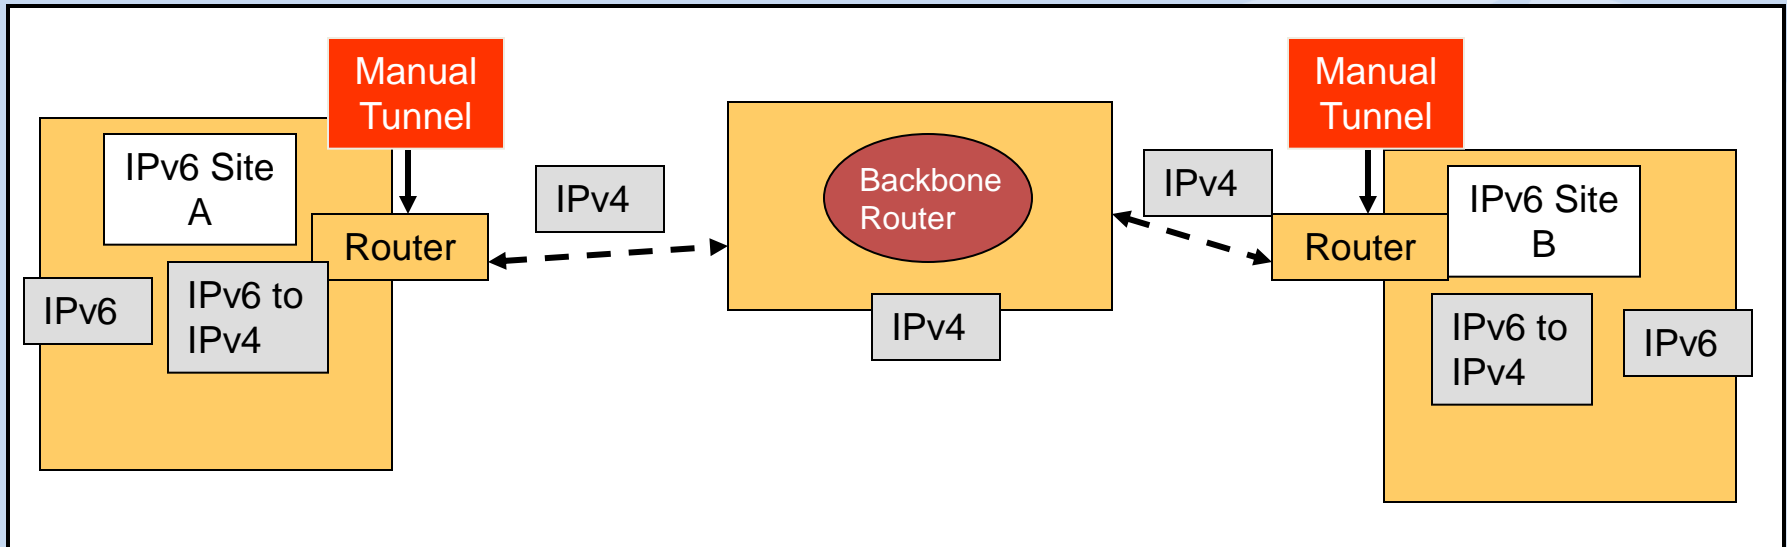 Manual
Tunnel
IPv6 Site
A
Router
IPv6
IPv6 to
IPv4
IPv4
Backbone
Router
IPv4
IPv4
Manual
Tunnel
Router
IPv6 Site
B
IPv6 to
IPv4
IPv6